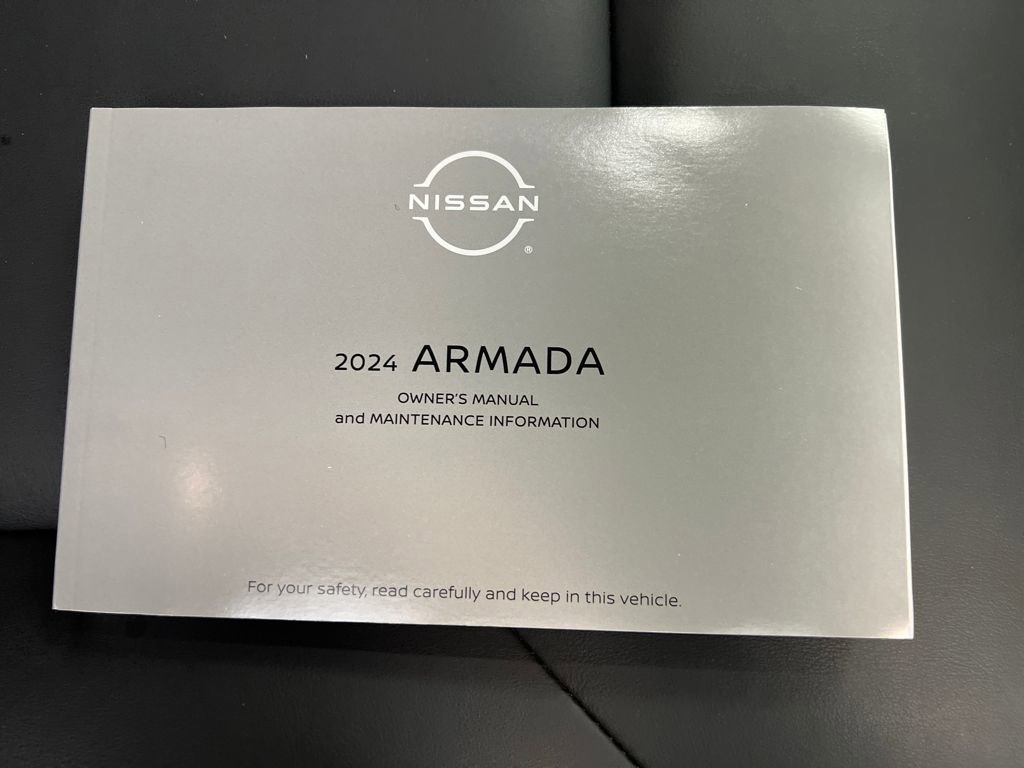 NISSAN
®
2024 ARMADA
OWNER'S MANUAL
and MAINTENANCE INFORMATION
For your safety, read carefully and keep in this vehicle.